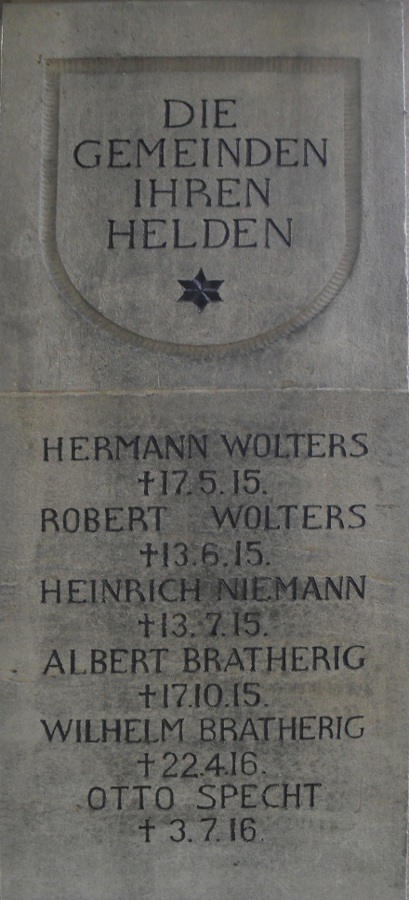 DIE
GEMEINDEN
IHREN
HELDEN
HERMANN WOLTERS
†17.5.15.
ROBERT WOLTERS
†13.6.15.
HEINRICH NIEMANN
†13.7.15.
ALBERT BRATHERIG
†17.10.15.
WILHELM BRATHERIG
†22.4.16.
OTTO SPECHT
† 3.7.16.